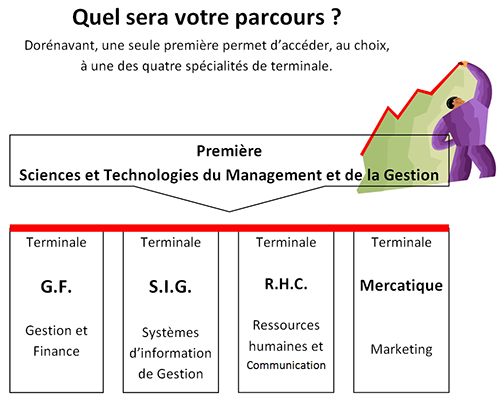 Quel sera votre parcours ?
Dorénavant, une seule première permet d'accéder, au choix,
à une des quatre spécialités de terminale.
Première
Sciences et Technologies du Management et de la Gestion
Terminale
G.F.
Gestion et
Finance
Terminale
S.I.G.
Systèmes
d'information
de Gestion
Terminale
R.H.C.
Ressources
humaines et
Communication
Terminale
Mercatique
Marketing